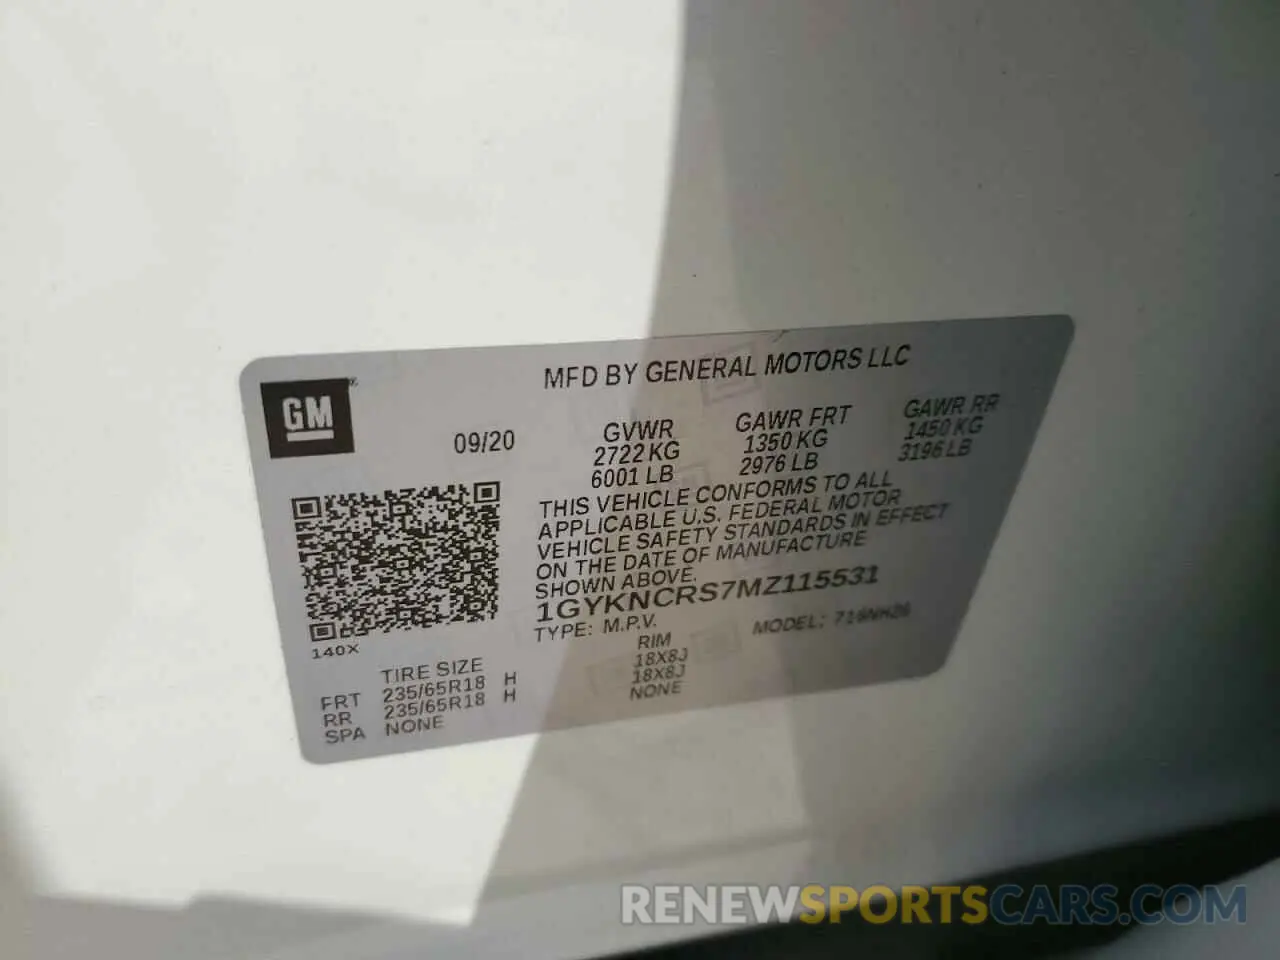 MFD BY GENERAL MOTORS LLC
GM®
09/20
GVWR GAWR FRT GAWR RR
2722 KG 1350 KG 1450 KG
6001 LB 2976 LB 3196 LB
THIS VEHICLE CONFORMS TO ALL
APPLICABLE U.S. FEDERAL MOTOR
VEHICLE SAFETY STANDARDS IN EFFECT
ON THE DATE OF MANUFACTURE
SHOWN ABOVE.
1GYKNCRS7MZ115531
TYPE: M.P.V. MODEL:
140X
TIRE SIZE RIM
FRT 235/65R18 H 18X8J
RR 235/65R18 H 18X8J
SPA NONE NONE
RENEWSPORTSCARS.COM